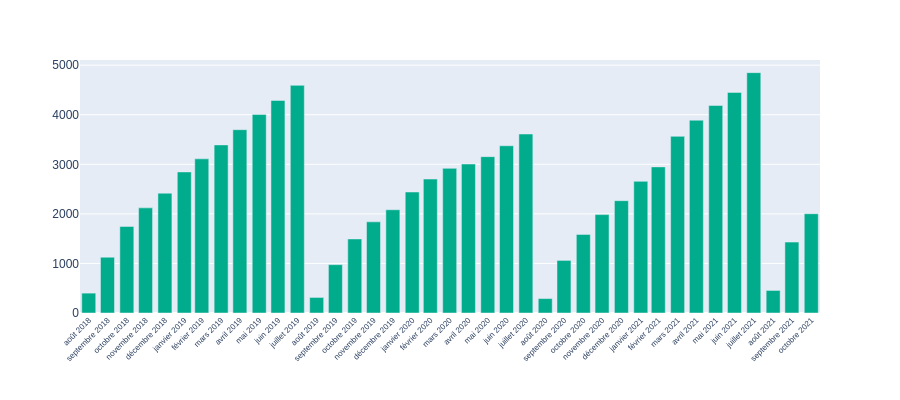 5000
4000
3000
2000
1000
0
août 2018
septembre 2018
octobre 2018
novembre 2018
décembre 2018
janvier 2019
février 2019
mars 2019
avril 2019
mai 2019
juin 2019
juillet 2019
août 2019
septembre 2019
octobre 2019
novembre 2019
décembre 2019
janvier 2020
février 2020
mars 2020
avril 2020
mai 2020
juin 2020
juillet 2020
août 2020
septembre 2020
octobre 2020
novembre 2020
décembre 2020
janvier 2021
février 2021
mars 2021
avril 2021
mai 2021
juin 2021
juillet 2021
août 2021
septembre 2021
octobre 2021